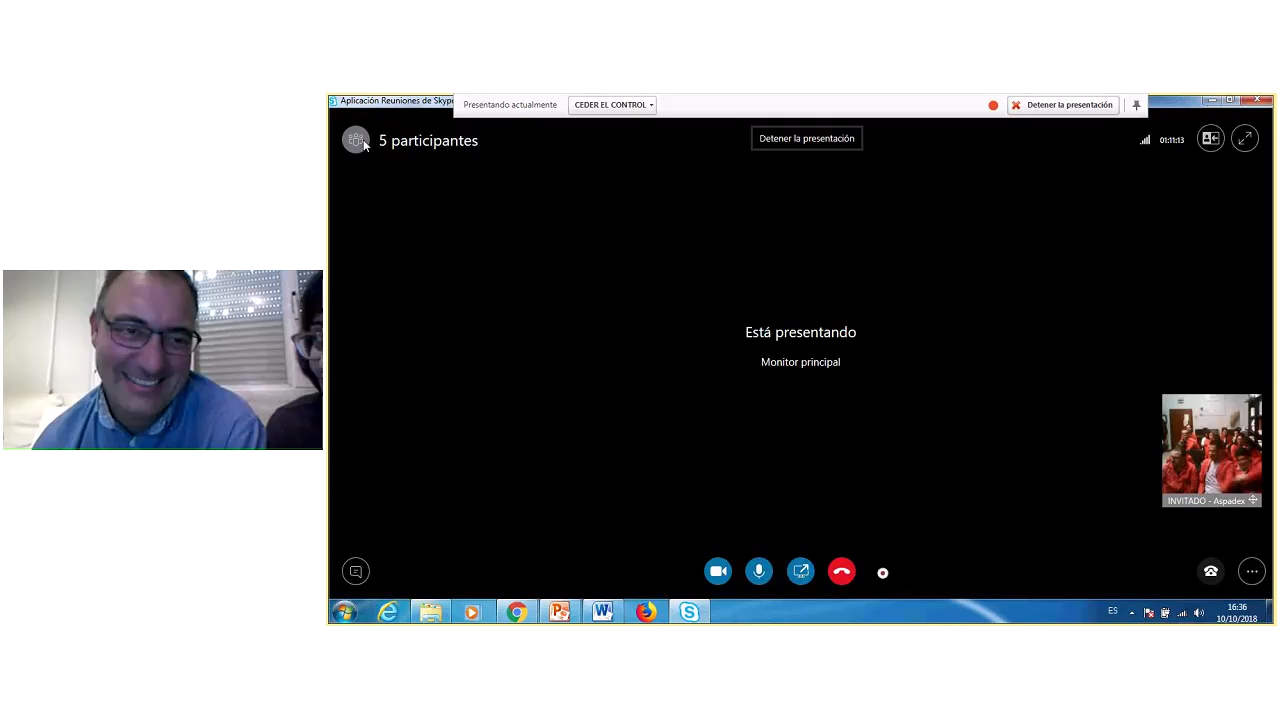 Aplicación Reuniones de Skype
Presentando actualmente
CEDER EL CONTROL
Detener la presentación
5 participantes
Detener la presentación
01:11:13
Está presentando
Monitor principal
INVITADO - Aspadex
ES
16:36
10/10/2018